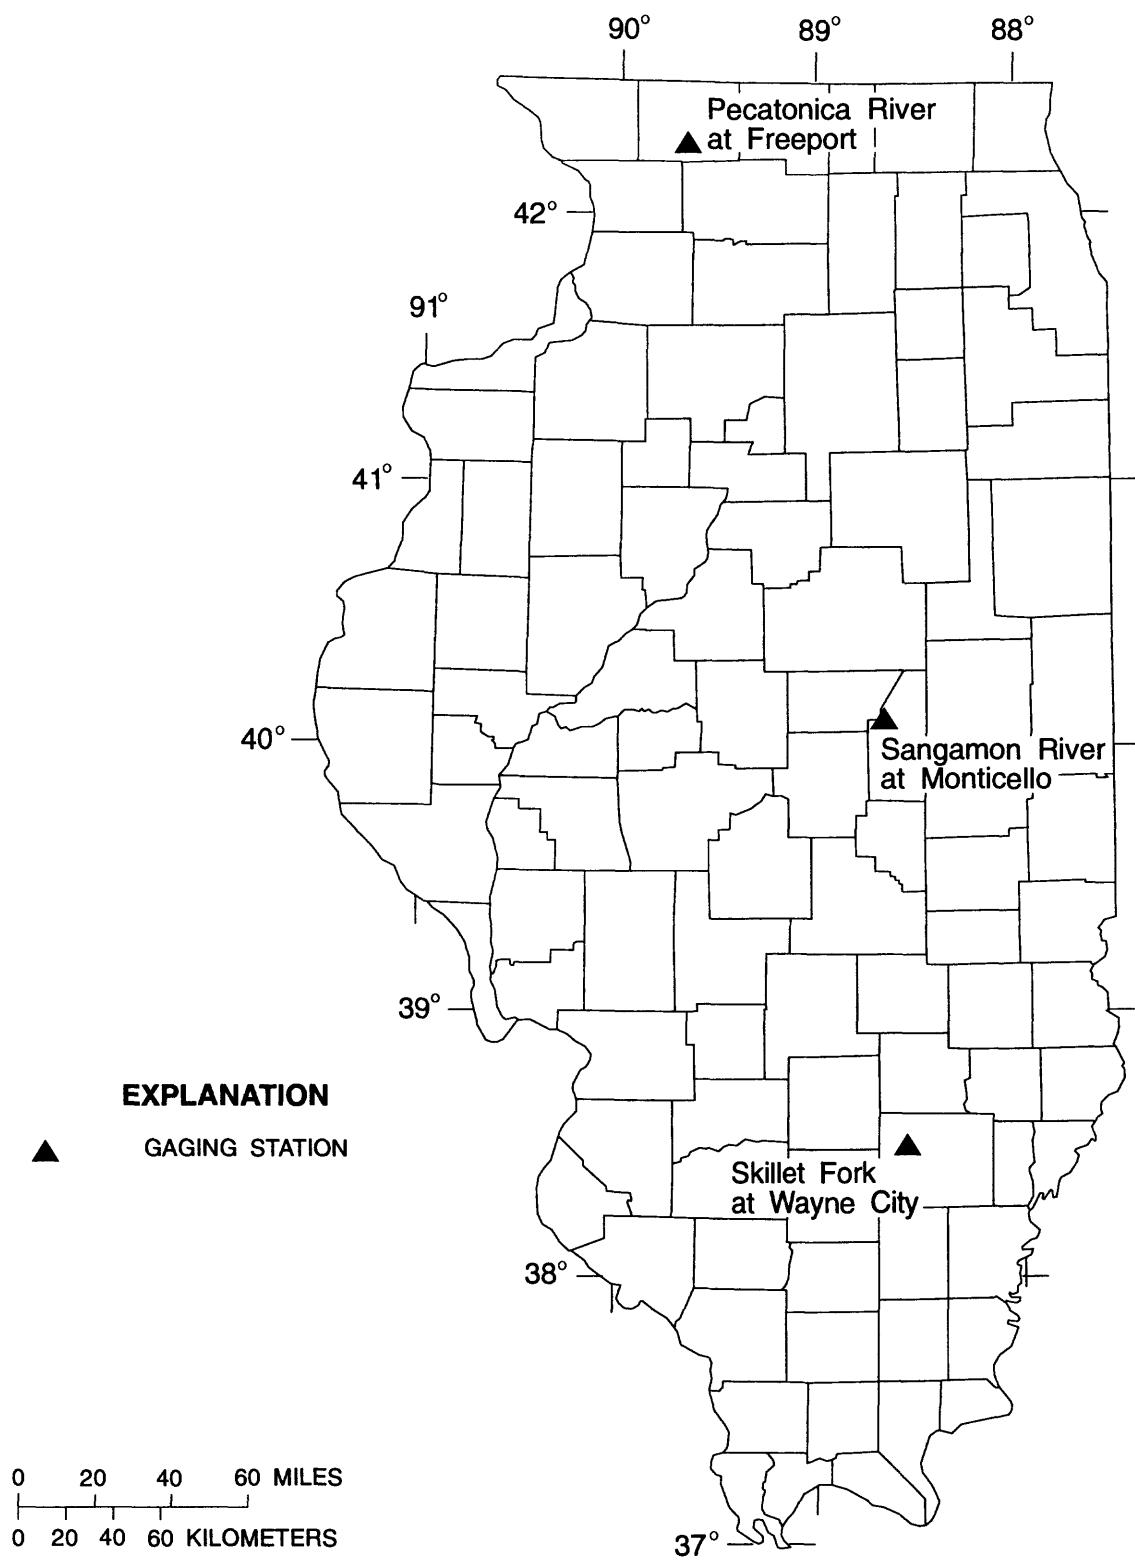 90° 89° 88°
Pecatonica River
at Freeport
42°
91°
41°
40°
Sangamon River
at Monticello
39°
EXPLANATION
GAGING STATION
Skillet Fork
at Wayne City
38°
0 20 40 60 MILES
0 20 40 60 KILOMETERS
37°